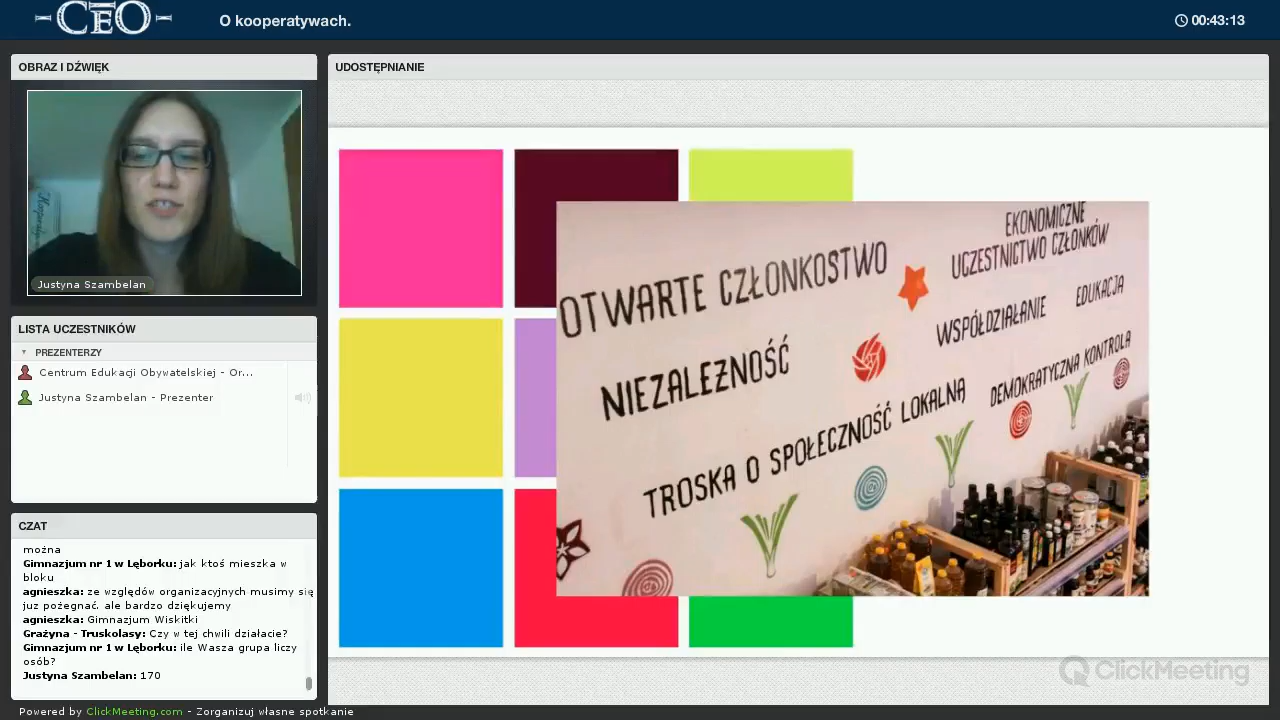 CEO
O kooperatywach.
00:43:13
OBRAZ I DŹWIĘK
Justyna Szambelan
LISTA UCZESTNIKÓW
PREZENTERZY
Centrum Edukacji Obywatelskiej - Or...
Justyna Szambelan - Prezenter
CZAT
można
Gimnazjum nr 1 w Lęborku: jak ktoś mieszka w
bloku
agnieszka: ze względów organizacyjnych musimy się
juz pożegnać. ale bardzo dziękujemy
agnieszka: Gimnazjum Wiskitki
Grażyna - Truskolasy: Czy w tej chwili działacie?
Gimnazjum nr 1 w Lęborku: ile Wasza grupa liczy
osób?
Justyna Szambelan: 170
UDOSTĘPNIANIE
OTWARTE CZŁONKOSTWO
EKONOMICZNE
UCZESTNICTWO CZŁONKÓW
NIEZALEŻNOŚĆ
WSPÓŁDZIAŁANIE
EDUKACJA
TROSKA O SPOŁECZNOŚĆ LOKALNĄ
DEMOKRATYCZNA KONTROLA
ClickMeeting
Powered by ClickMeeting.com - Zorganizuj własne spotkanie